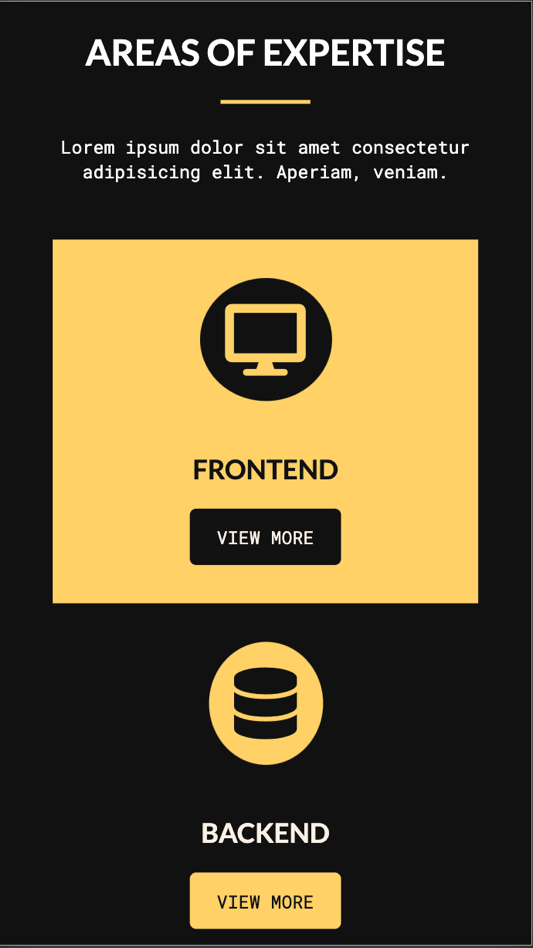 AREAS OF EXPERTISE
Lorem ipsum dolor sit amet consectetur
adipisicing elit. Aperiam, veniam.
FRONTEND
VIEW MORE
BACKEND
VIEW MORE